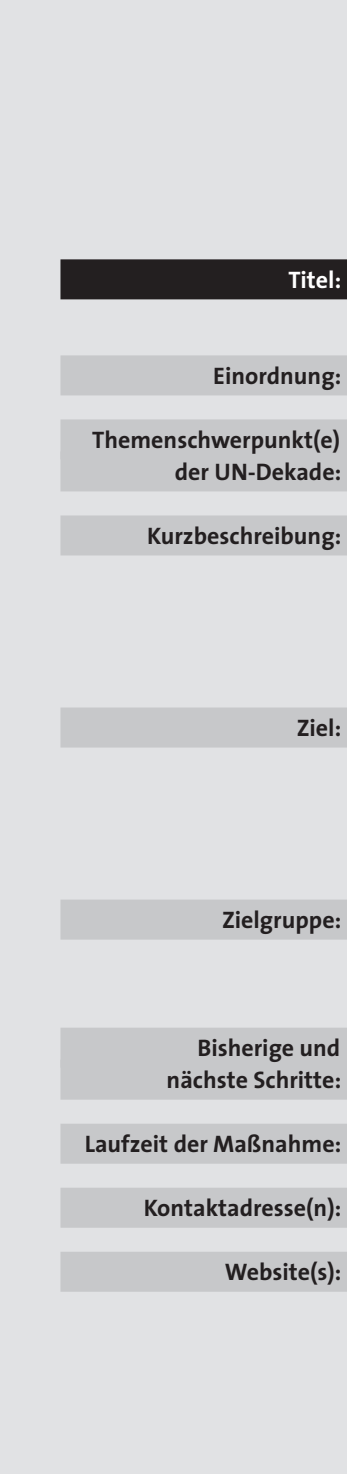 Titel:
Einordnung:
Themenschwerpunkt(e)
der UN-Dekade:
Kurzbeschreibung:
Ziel:
Zielgruppe:
Bisherige und
nächste Schritte:
Laufzeit der Maßnahme:
Kontaktadresse(n):
Website(s):